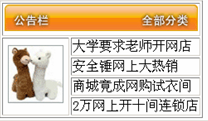 公告栏 全部分类
大学要求老师开网店
安全锤网上大热销
商城竟成网购试衣间
2万网上开十间连锁店